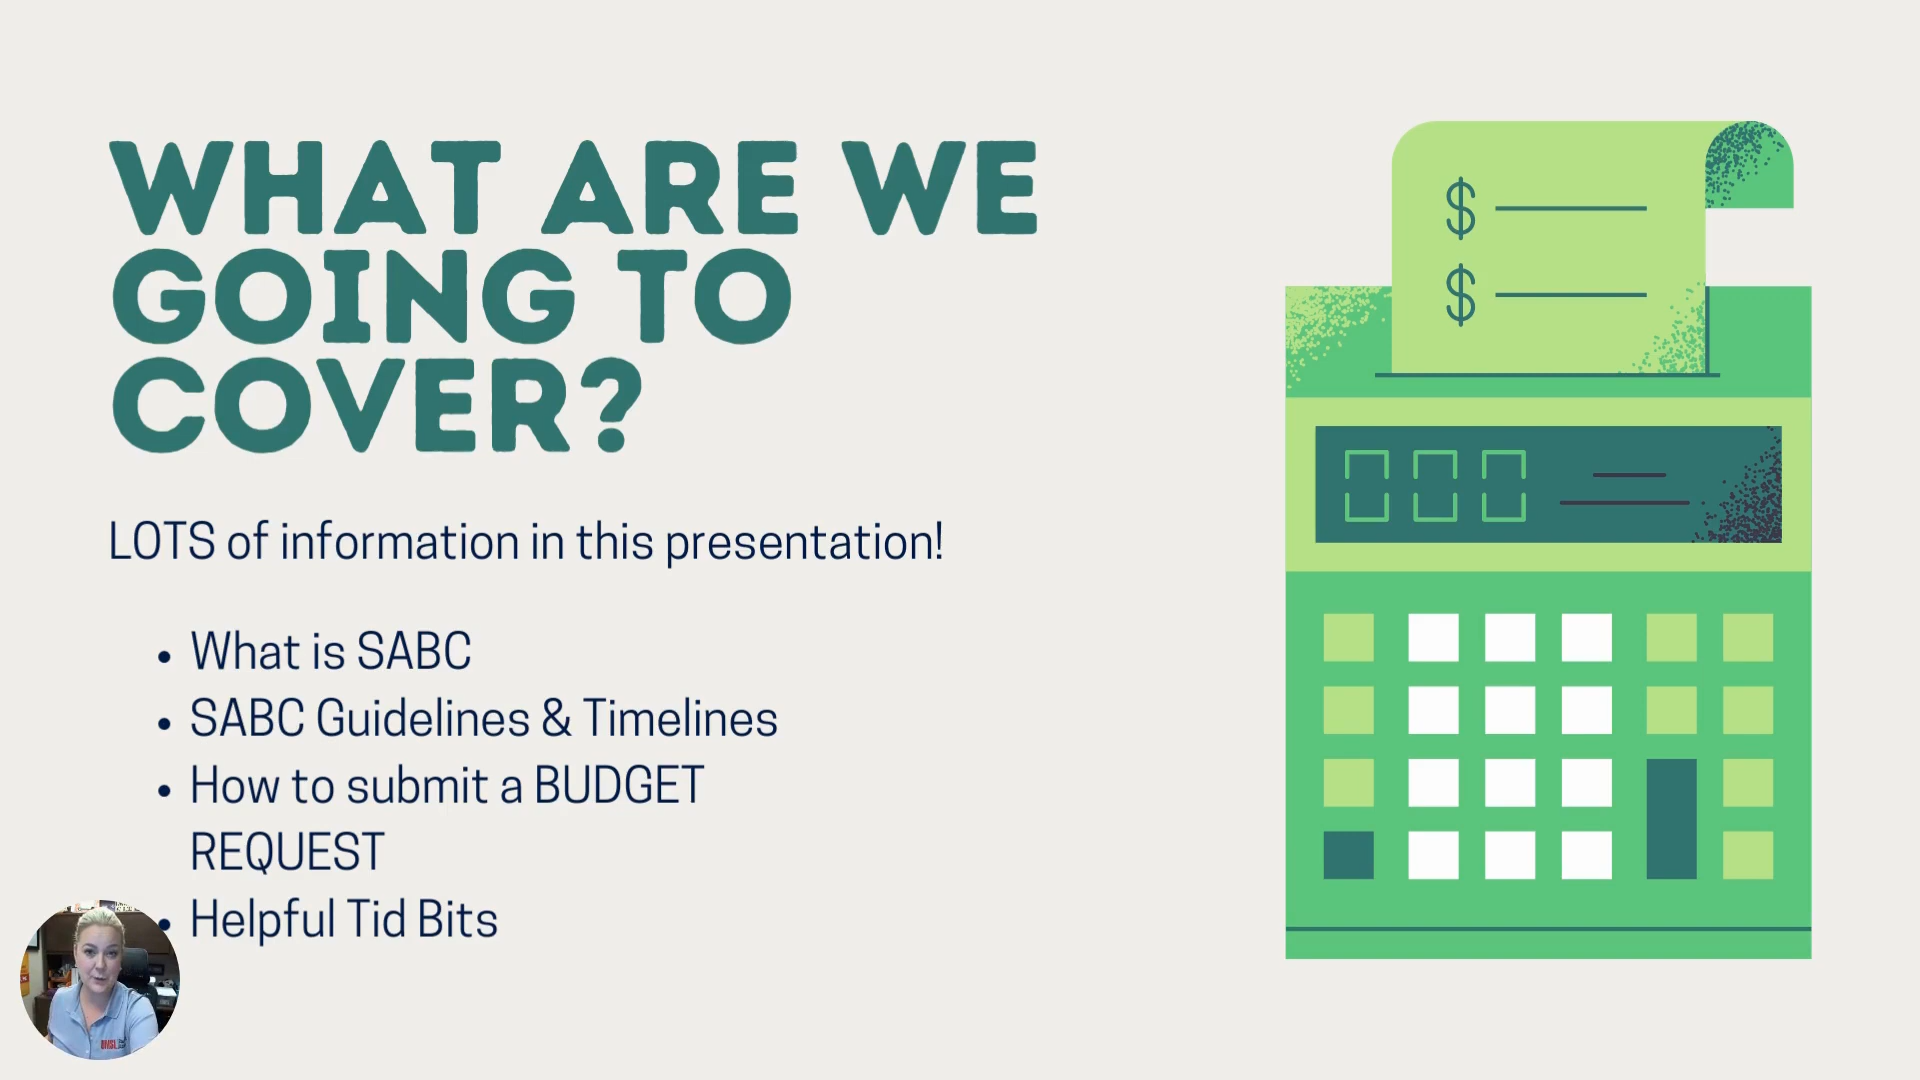 WHAT ARE WE
GOING TO
COVER?
LOTS of information in this presentation!
• What is SABC
• SABC Guidelines & Timelines
• How to submit a BUDGET
REQUEST
• Helpful Tid Bits
$
$
UMSL